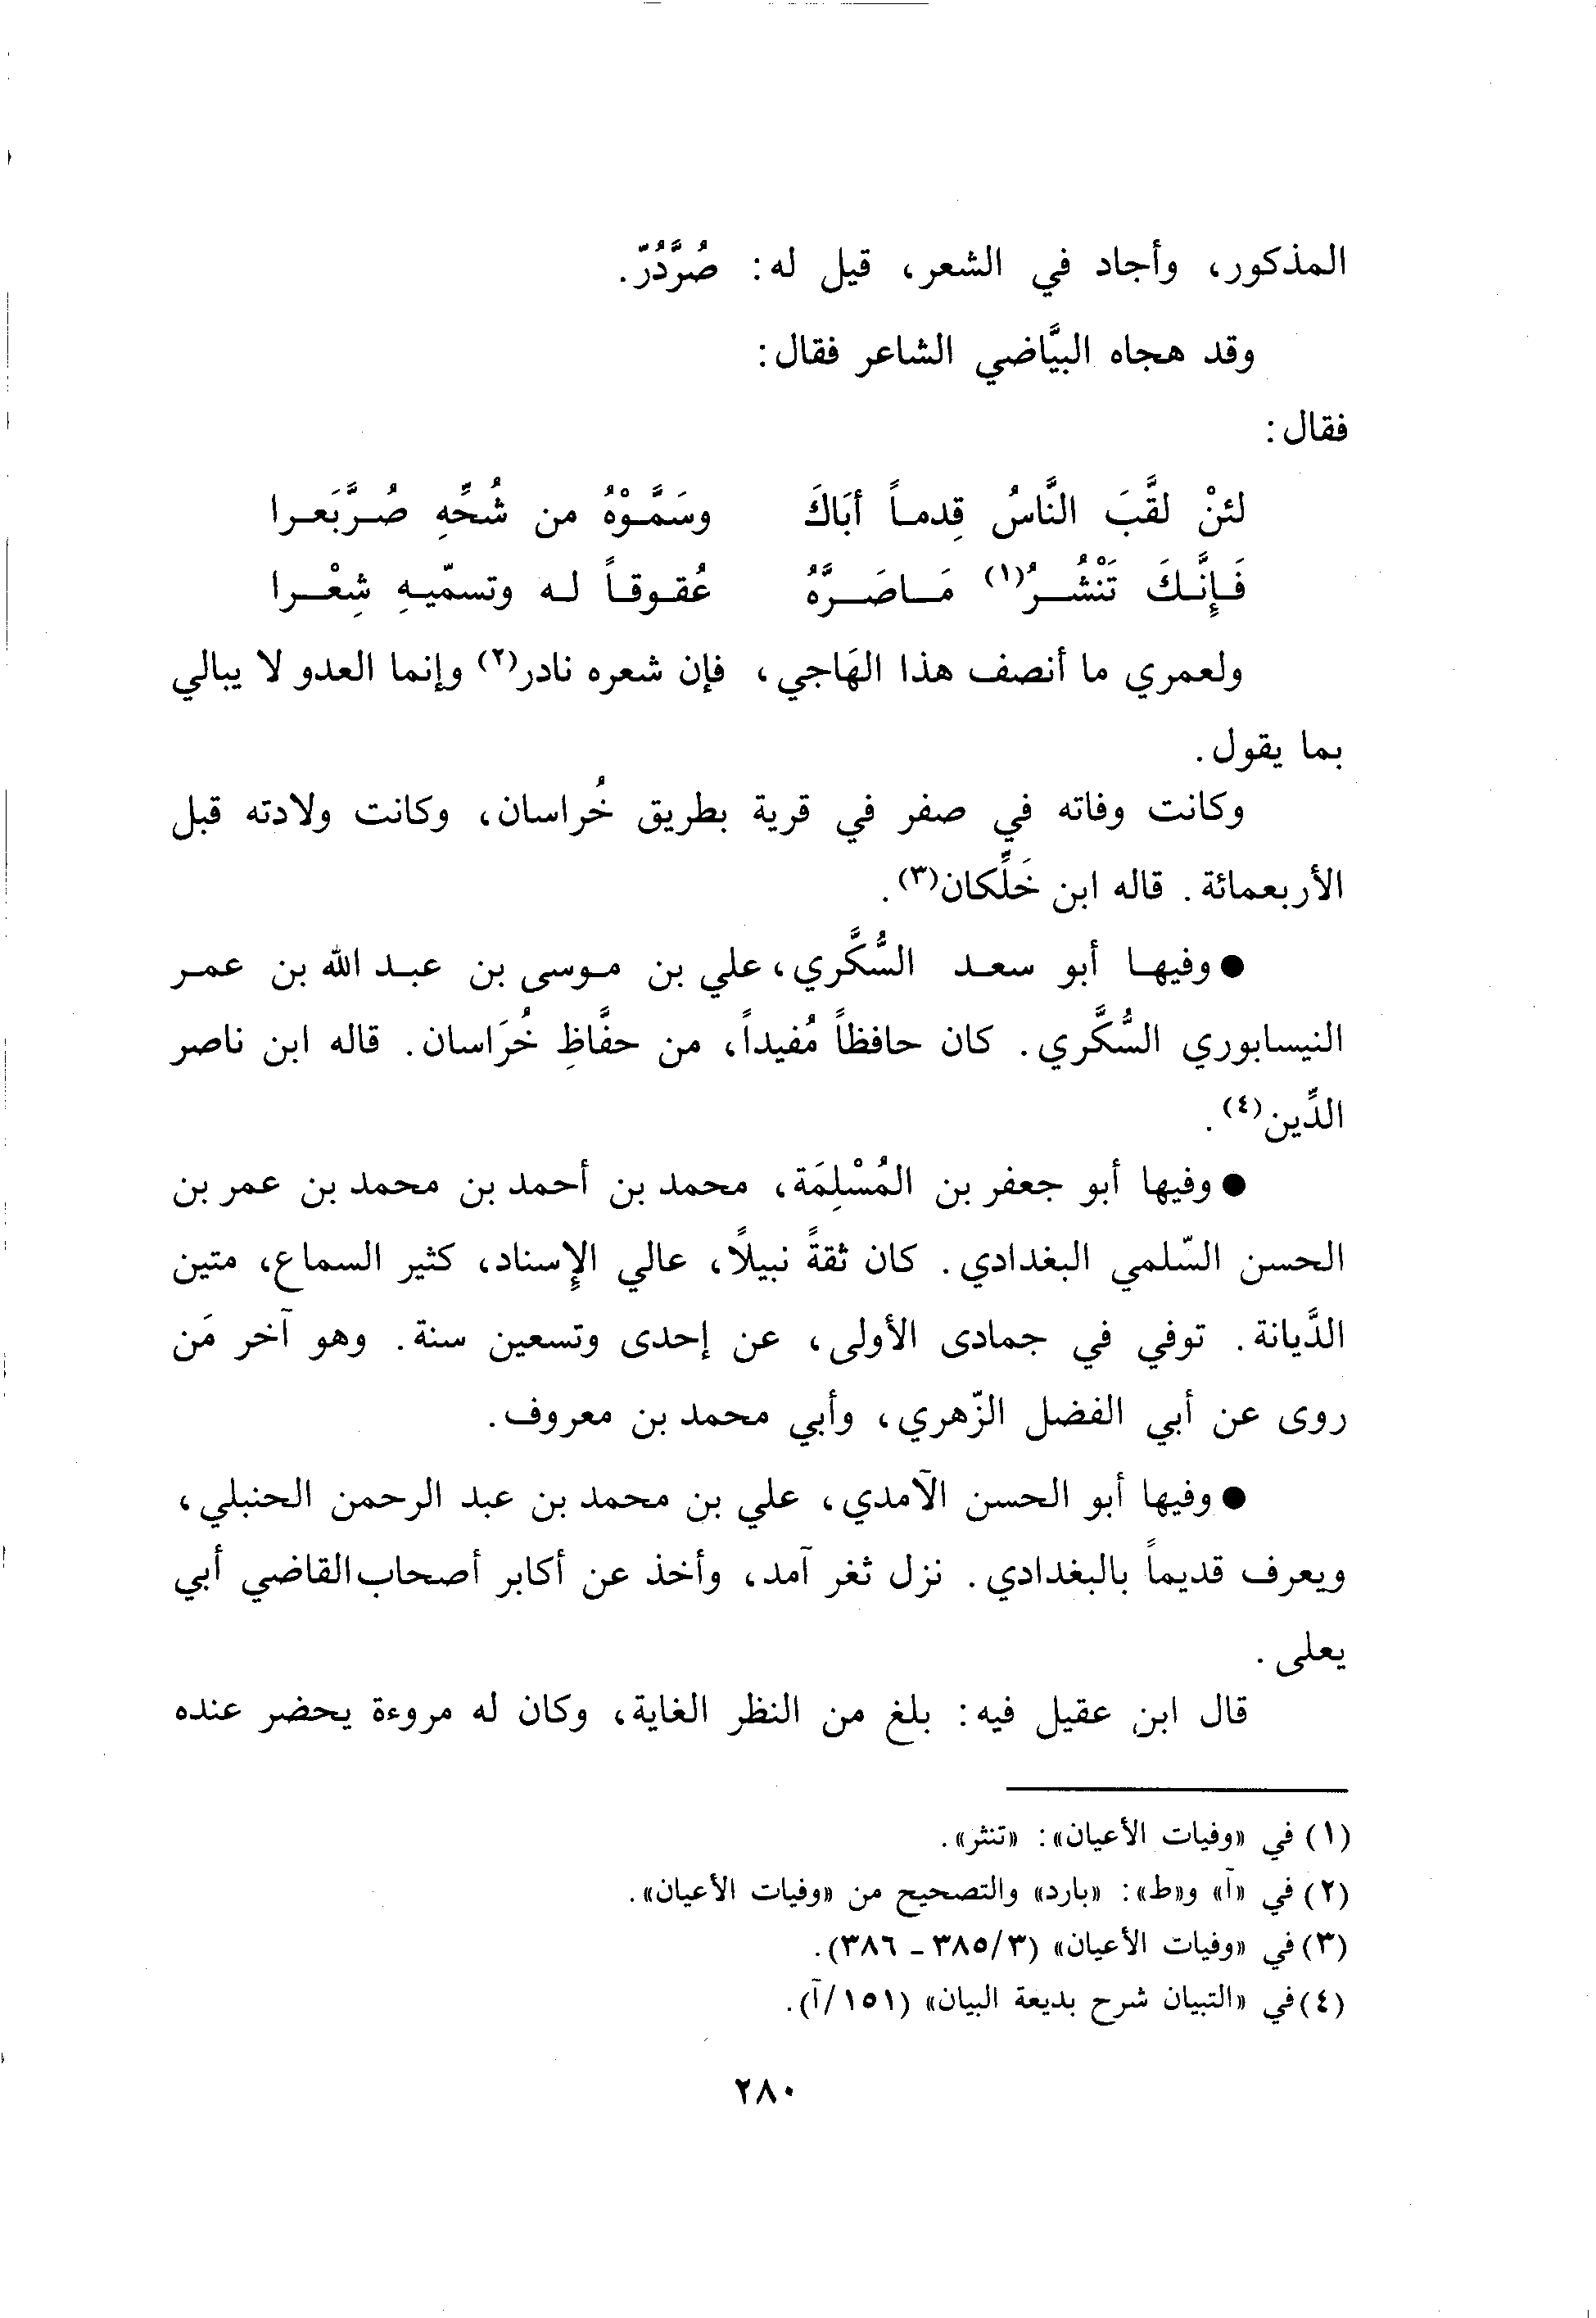 المذكور، وأجاد في الشعر، قيل له: صُرَّدُرّ.
وقد هجاه البيَّاضي الشاعر فقال:
فقال:
لئنْ لقَّبَ النَّاسُ قِدماً أبَاكَ وسَمَّوْهُ من شُحِّهِ صُرَّبَعرا
فَإِنَّكَ تَنْشُرُ(١) مَاصَرَّهُ عُقوقاً له وتسمّيهِ شِعْرا
ولعمري ما أنصف هذا الهَاجي، فإن شعره نادر(٢) وإنما العدو لا يبالي
بما يقول.
وكانت وفاته في صفر في قرية بطريق خُراسان، وكانت ولادته قبل
الأربعمائة. قاله ابن خَلِّكان(٣).
● وفيها أبو سعد السُّكَّري، علي بن موسى بن عبد الله بن عمر
النيسابوري السُّكَّري. كان حافظاً مُفيداً، من حفَّاظِ خُرَاسان. قاله ابن ناصر
الدِّين(٤).
● وفيها أبو جعفر بن المُسْلِمَة، محمد بن أحمد بن محمد بن عمر بن
الحسن السّلمي البغدادي. كان ثقةً نبيلًا، عالي الإِسناد، كثير السماع، متين
الدَّيانة. توفي في جمادى الأولى، عن إحدى وتسعين سنة. وهو آخر مَن
روى عن أبي الفضل الزّهري، وأبي محمد بن معروف.
● وفيها أبو الحسن الآمدي، علي بن محمد بن عبد الرحمن الحنبلي،
ويعرف قديماً بالبغدادي. نزل ثغر آمد، وأخذ عن أكابر أصحاب القاضي أبي
يعلى.
قال ابن عقيل فيه: بلغ من النظر الغاية، وكان له مروءة يحضر عنده
(١) في «وفيات الأعيان»: «تنثر».
(٢) في «آ» و«ط»: «بارد» والتصحيح من «وفيات الأعيان».
(٣) في «وفيات الأعيان» (٣/٣٨٥ - ٣٨٦).
(٤) في «التبيان شرح بديعة البيان» (١٥١/آ).
٢٨٠